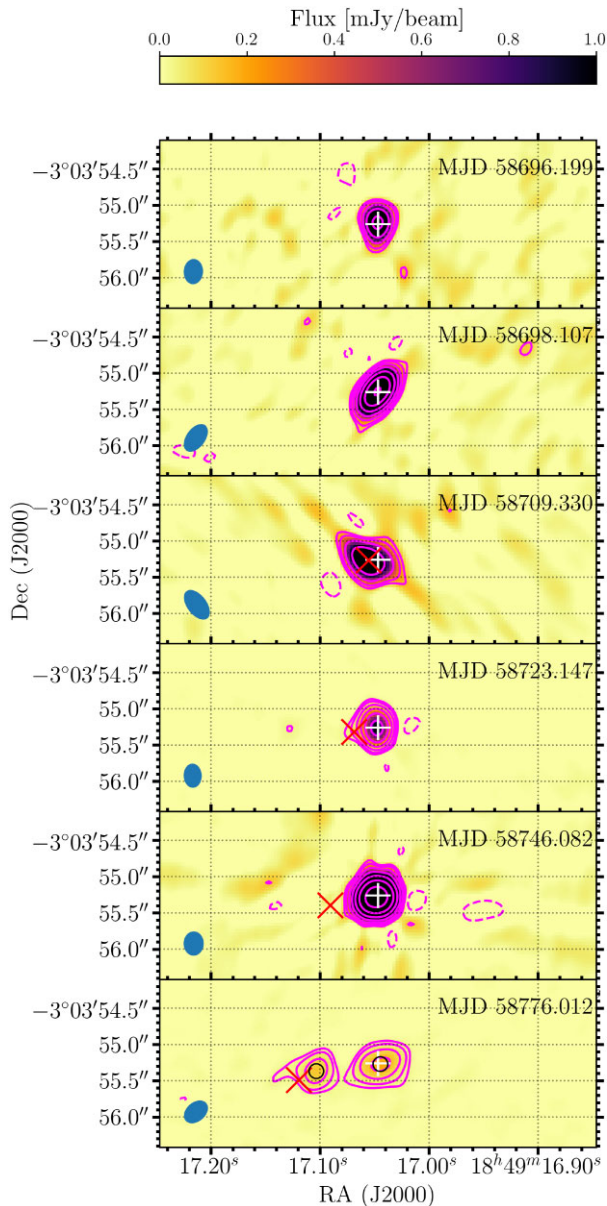 Flux [mJy/beam]
0.0 0.2 0.4 0.6 0.8 1.0
MJD 58696.199
−3°03′54.5″
55.0″
55.5″
56.0″
MJD 58698.107
−3°03′54.5″
55.0″
55.5″
56.0″
MJD 58709.330
−3°03′54.5″
55.0″
55.5″
56.0″
MJD 58723.147
−3°03′54.5″
55.0″
55.5″
56.0″
MJD 58746.082
−3°03′54.5″
55.0″
55.5″
56.0″
MJD 58776.012
−3°03′54.5″
55.0″
55.5″
56.0″
Dec (J2000)
17.20ˢ 17.10ˢ 17.00ˢ 18ʰ49ᵐ16.90ˢ
RA (J2000)